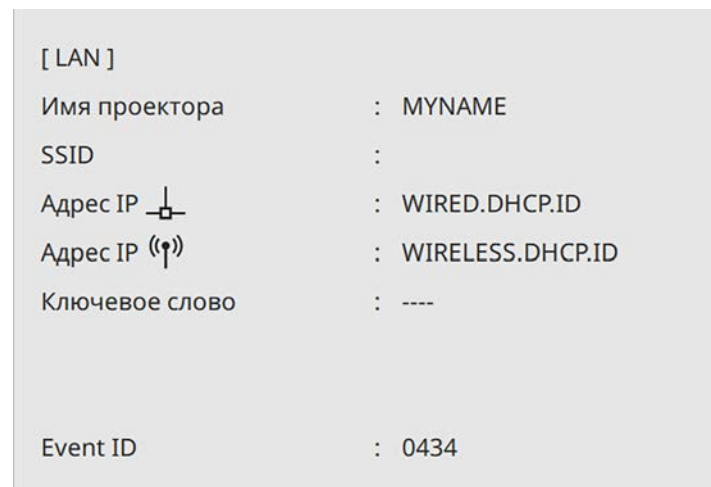 [ LAN ]
Имя проектора : MYNAME
SSID :
Адрес IP : WIRED.DHCP.ID
Адрес IP : WIRELESS.DHCP.ID
Ключевое слово : ----
Event ID : 0434